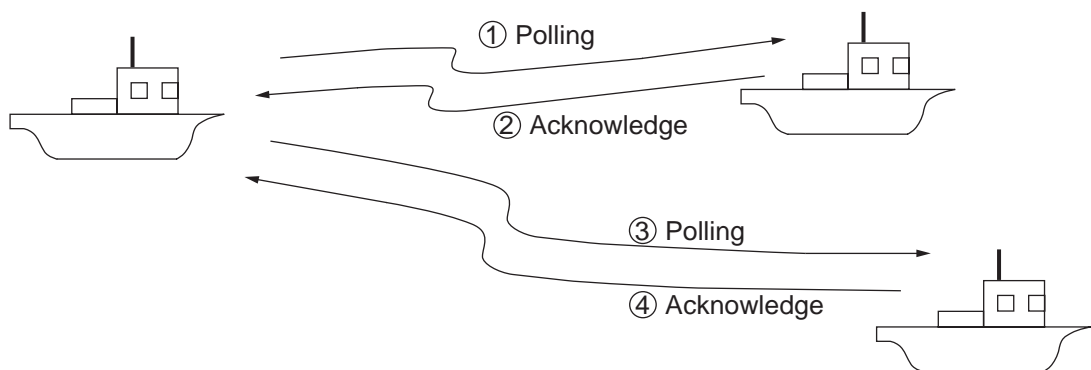 ① Polling
② Acknowledge
③ Polling
④ Acknowledge